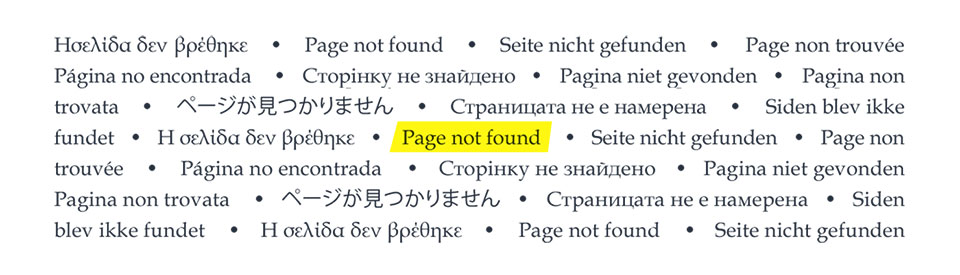 Ησελίδα δεν βρέθηκε • Page not found • Seite nicht gefunden • Page non trouvée
Página no encontrada • Сторінку не знайдено • Pagina niet gevonden • Pagina non
trovata • ページが見つかりません • Страницата не е намерена • Siden blev ikke
fundet • Η σελίδα δεν βρέθηκε • Page not found • Seite nicht gefunden • Page non
trouvée • Página no encontrada • Сторінку не знайдено • Pagina niet gevonden
Pagina non trovata • ページが見つかりません • Страницата не е намерена • Siden
blev ikke fundet • Η σελίδα δεν βρέθηκε • Page not found • Seite nicht gefunden